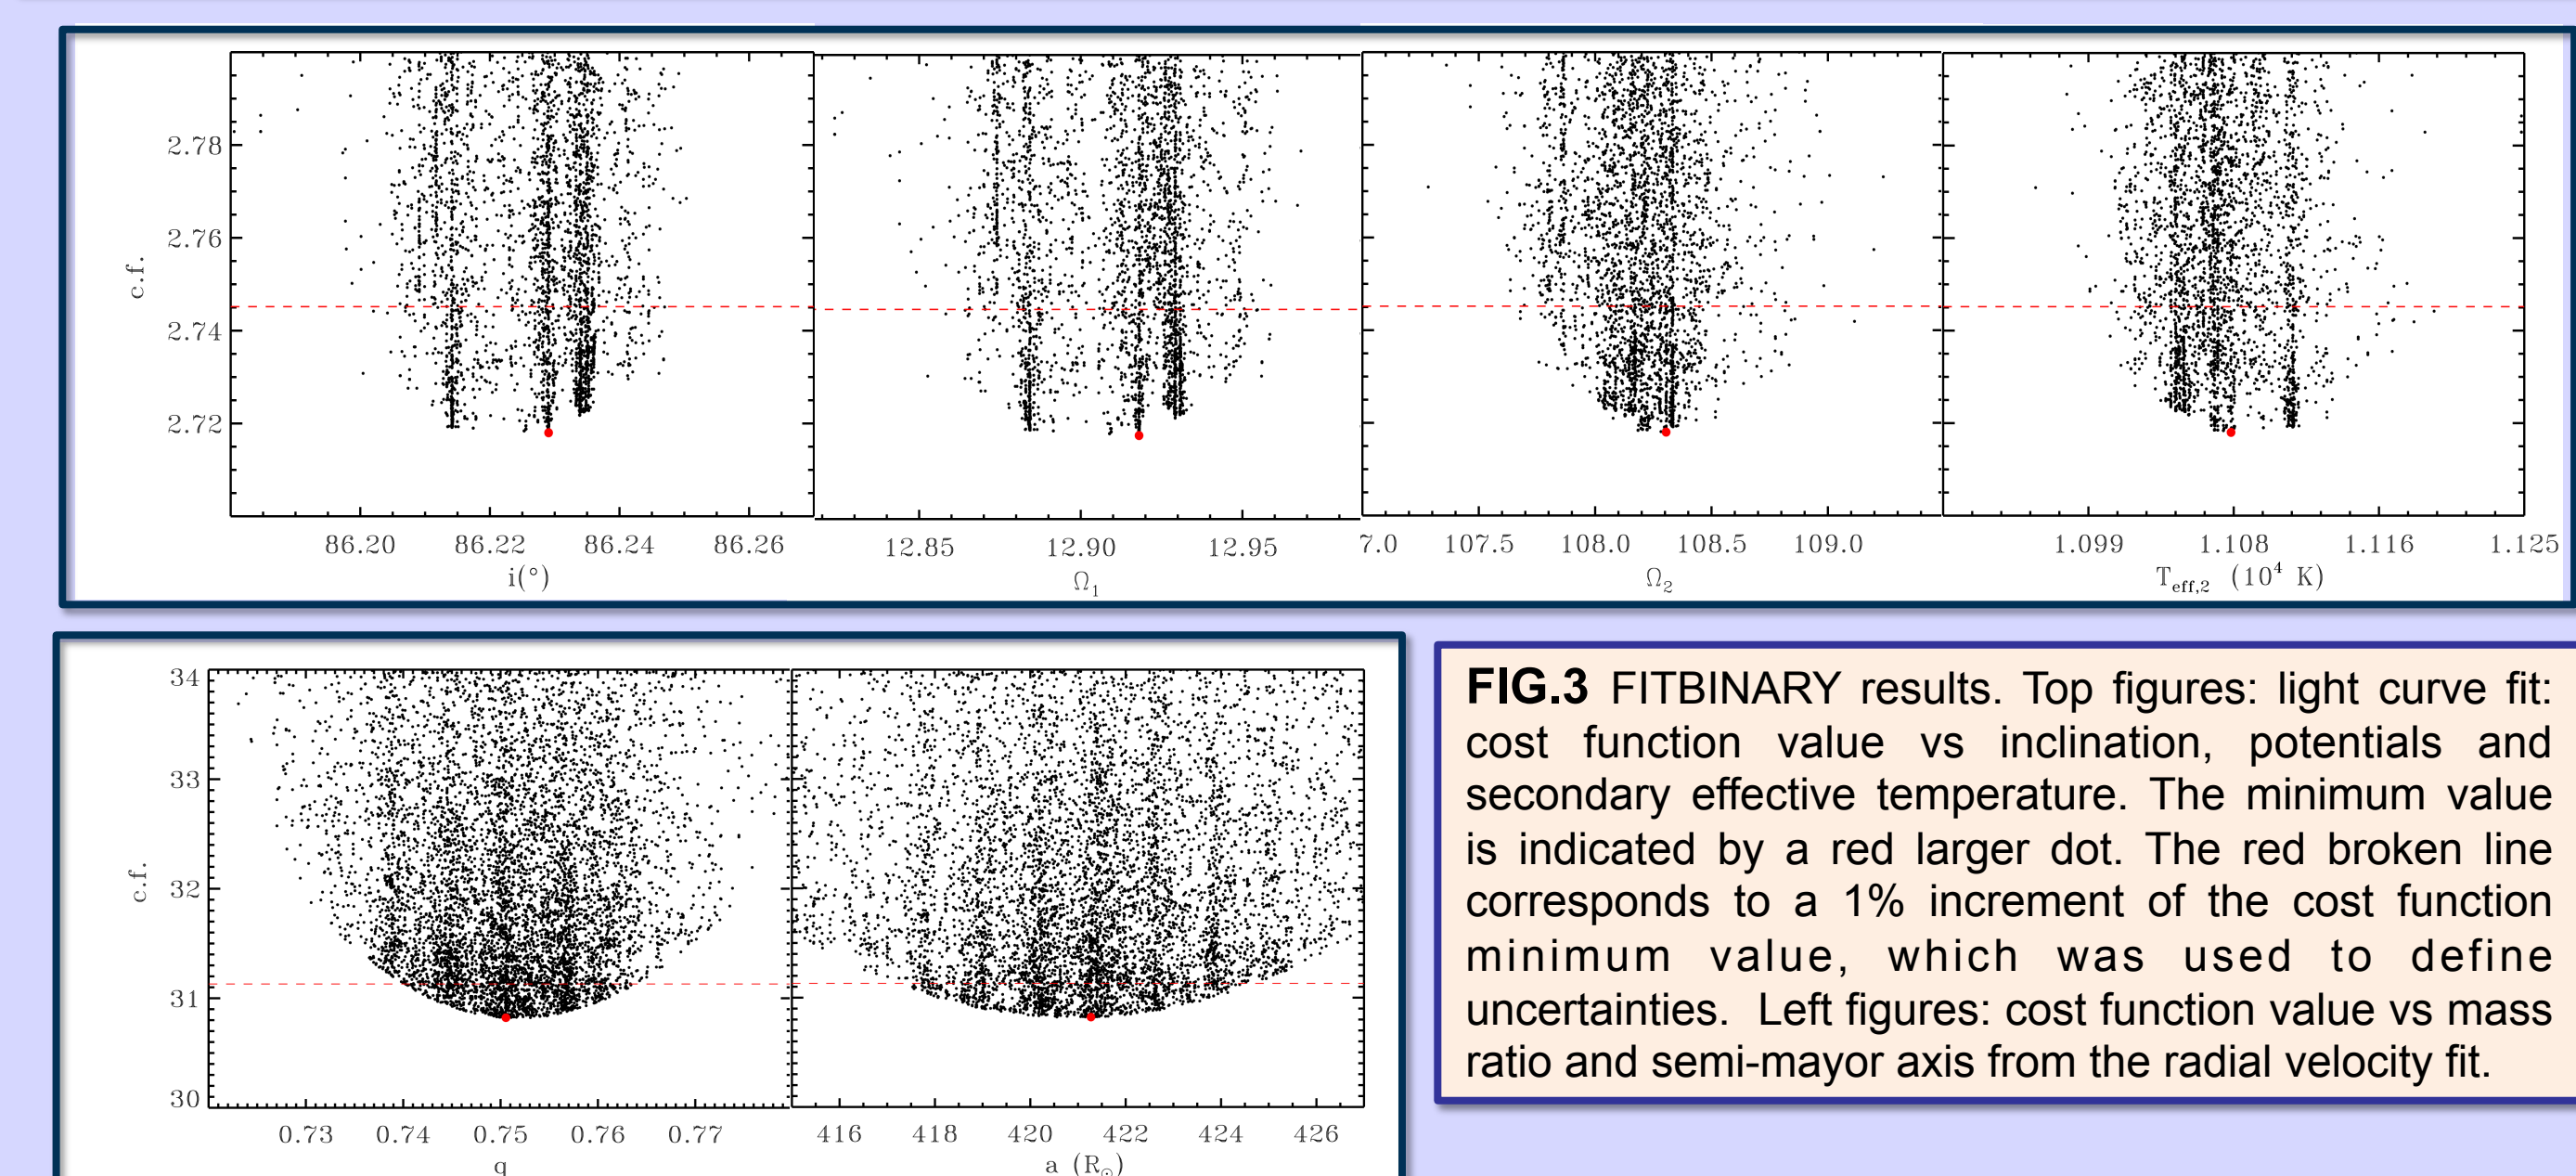 2.78
2.76
2.74
2.72
c.f.
86.20 86.22 86.24 86.26
i(°)
12.85 12.90 12.95
Ω₁
7.0 107.5 108.0 108.5 109.0
Ω₂
1.099 1.108 1.116 1.125
T_eff,2 (10⁴ K)
34
33
32
31
30
c.f.
0.73 0.74 0.75 0.76 0.77
q
416 418 420 422 424 426
a (R☉)
FIG.3 FITBINARY results. Top figures: light curve fit:
cost function value vs inclination, potentials and
secondary effective temperature. The minimum value
is indicated by a red larger dot. The red broken line
corresponds to a 1% increment of the cost function
minimum value, which was used to define
uncertainties. Left figures: cost function value vs mass
ratio and semi-mayor axis from the radial velocity fit.